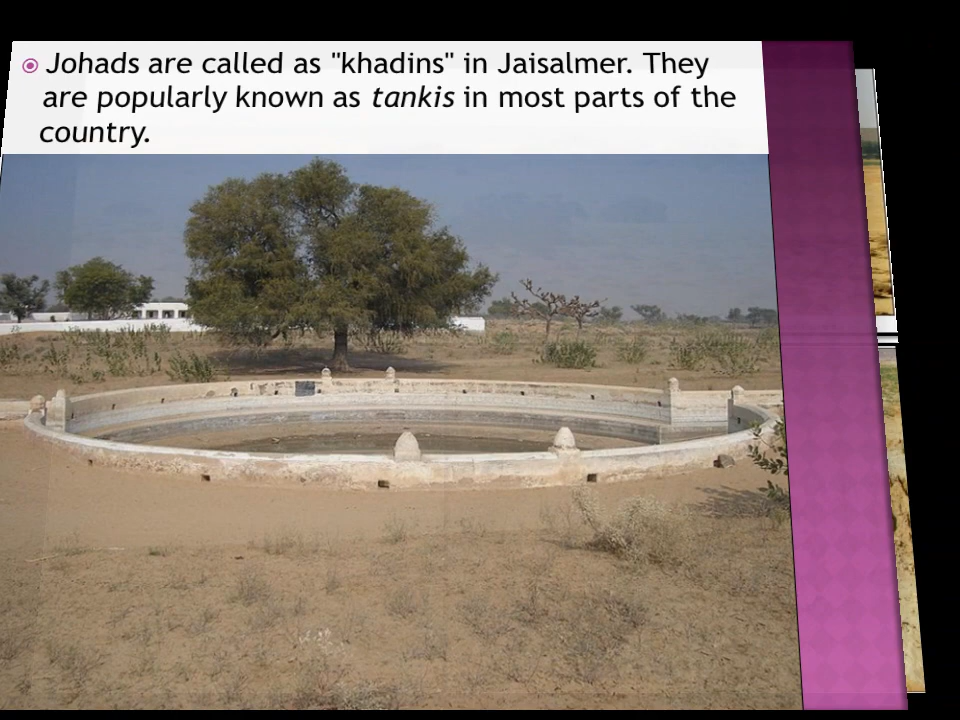 Johads are called as "khadins" in Jaisalmer. They
are popularly known as tankis in most parts of the
country.